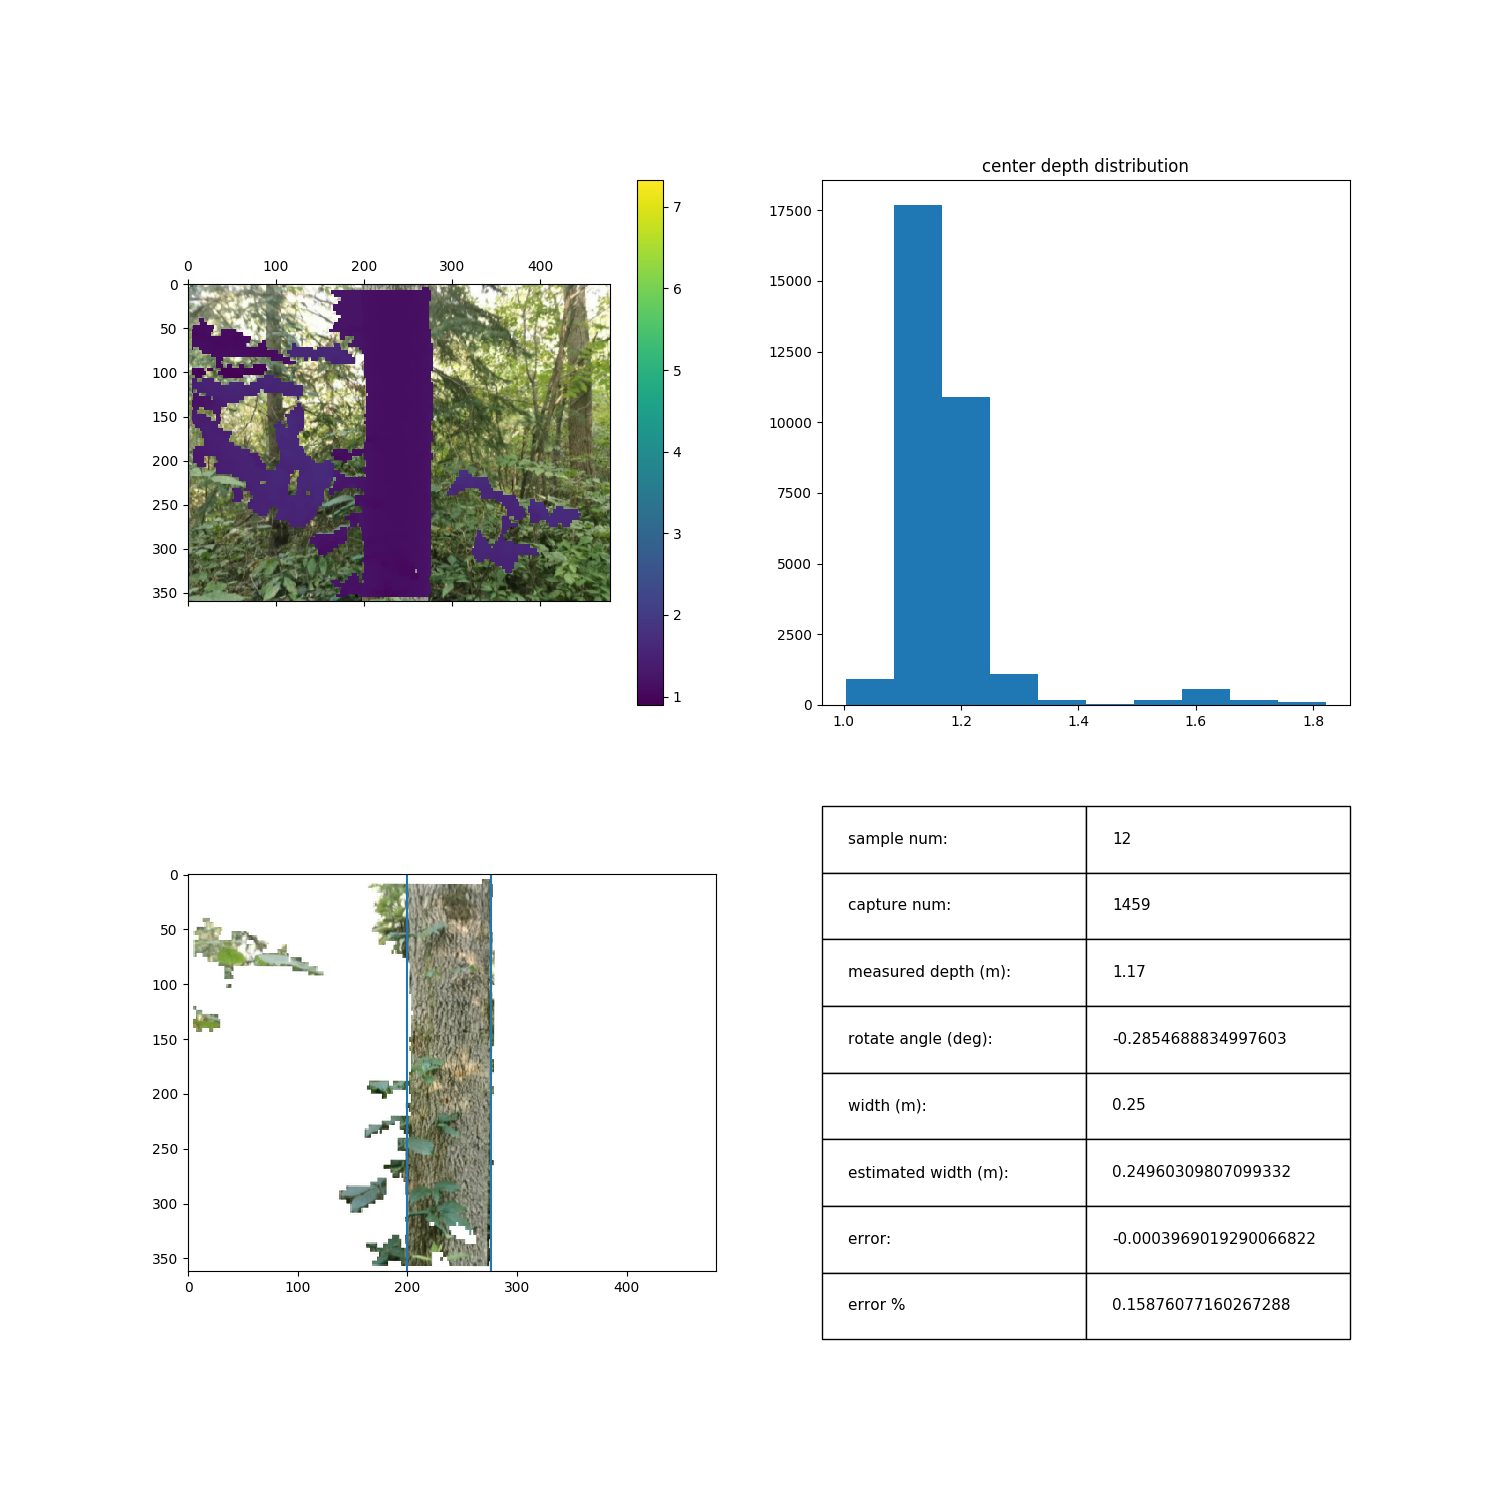 0 100 200 300 400
0
50
100
150
200
250
300
350
7
6
5
4
3
2
1
center depth distribution
17500
15000
12500
10000
7500
5000
2500
0
1.0 1.2 1.4 1.6 1.8
0
50
100
150
200
250
300
350
0 100 200 300 400
sample num: 12
capture num: 1459
measured depth (m): 1.17
rotate angle (deg): -0.2854688834997603
width (m): 0.25
estimated width (m): 0.24960309807099332
error: -0.0003969019290066822
error % 0.15876077160267288